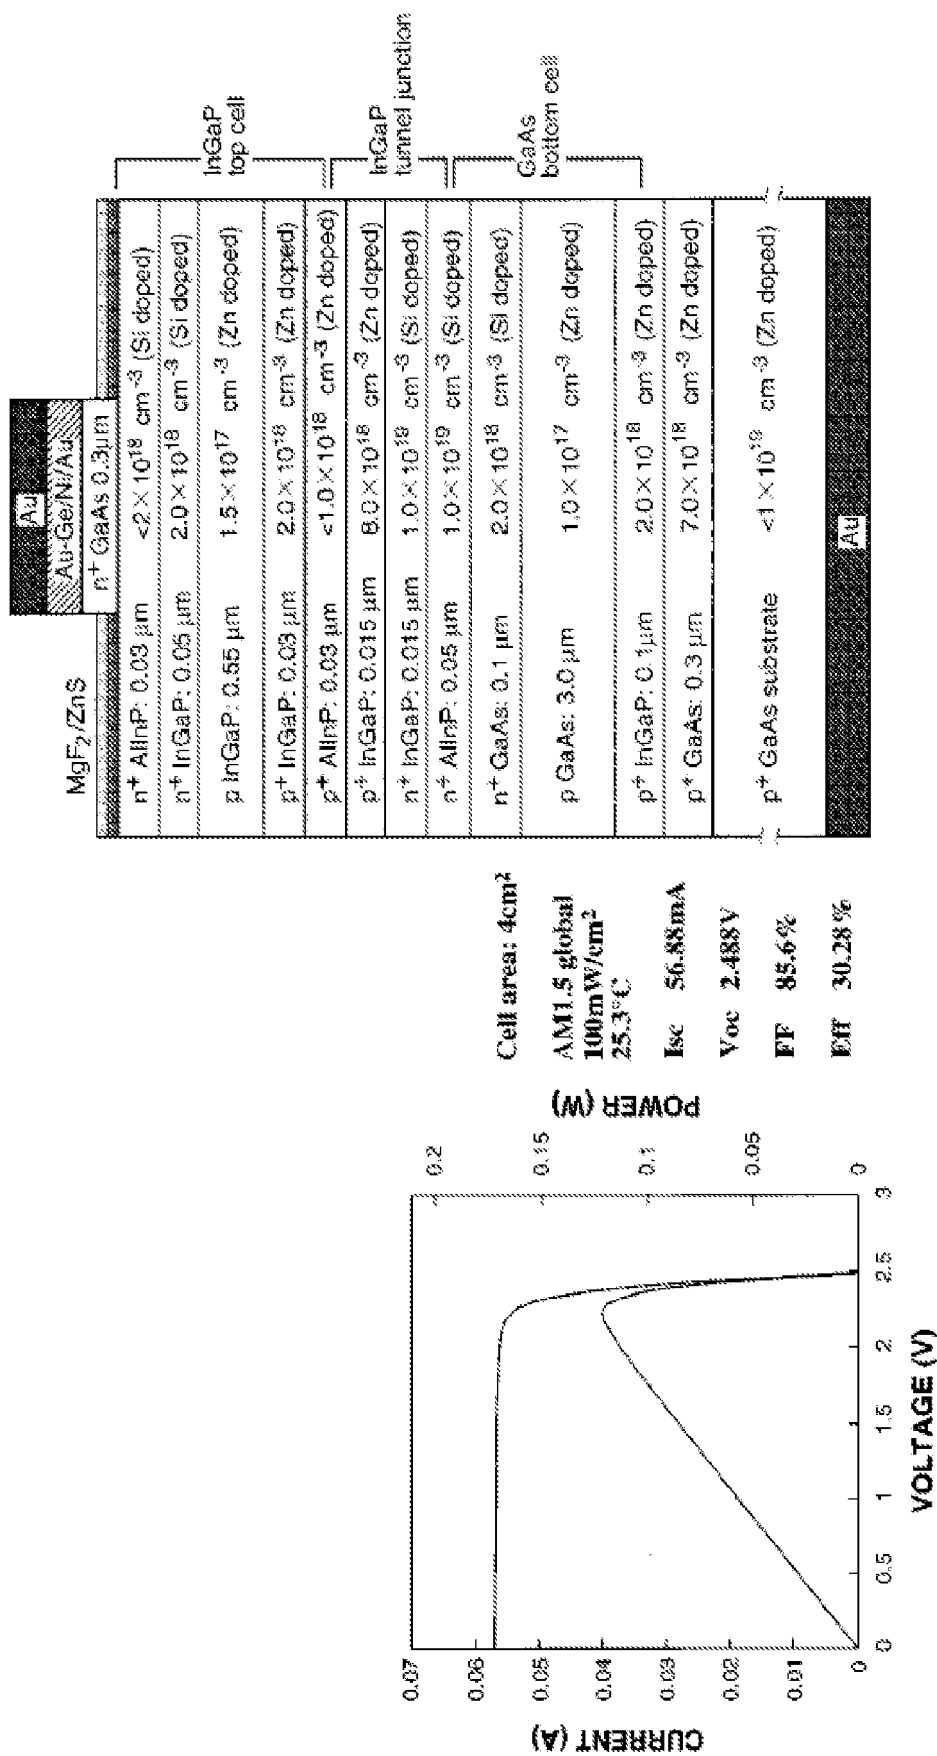 Au
Au-Ge/Ni/Au
n+ GaAs 0.3μm
MgF2/ZnS
n+ AlInP: 0.03 μm <2×10^18 cm-3 (Si doped)
n+ InGaP: 0.05 μm 2.0×10^18 cm-3 (Si doped)
p InGaP: 0.55 μm 1.5×10^17 cm-3 (Zn doped)
p+ InGaP: 0.03 μm 2.0×10^18 cm-3 (Zn doped)
p+ AlInP: 0.03 μm <1.0×10^18 cm-3 (Zn doped)
p+ InGaP: 0.015 μm 8.0×10^18 cm-3 (Zn doped)
n+ InGaP: 0.015 μm 1.0×10^19 cm-3 (Si doped)
n+ AlInP: 0.05 μm 1.0×10^19 cm-3 (Si doped)
n+ GaAs: 0.1 μm 2.0×10^18 cm-3 (Si doped)
p GaAs: 3.0 μm 1.0×10^17 cm-3 (Zn doped)
p+ InGaP: 0.1μm 2.0×10^18 cm-3 (Zn doped)
p+ GaAs: 0.3 μm 7.0×10^18 cm-3 (Zn doped)
p+ GaAs substrate <1×10^19 cm-3 (Zn doped)
Au
InGaP
top cell
InGaP
tunnel junction
GaAs
bottom cell
CURRENT (A)
0.07
0.06
0.05
0.04
0.03
0.02
0.01
0
0 0.5 1 1.5 2 2.5 3
VOLTAGE (V)
0.2
0.15
0.1
0.05
0
POWER (W)
Cell area: 4cm2
AM1.5 global
100mW/cm2
25.3°C
Isc 56.88mA
Voc 2.488V
FF 85.6%
Eff 30.28%